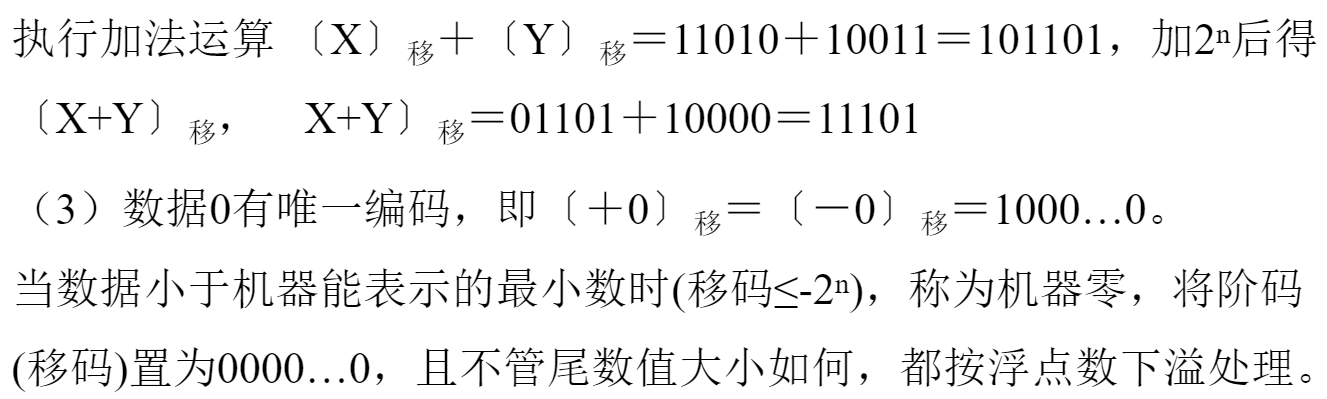 执行加法运算 〔X〕移＋〔Y〕移＝11010＋10011＝101101，加2ⁿ后得
〔X+Y〕移， X+Y〕移＝01101＋10000＝11101
（3）数据0有唯一编码，即〔＋0〕移＝〔－0〕移＝1000…0。
当数据小于机器能表示的最小数时(移码≤-2ⁿ)，称为机器零，将阶码
(移码)置为0000…0，且不管尾数值大小如何，都按浮点数下溢处理。